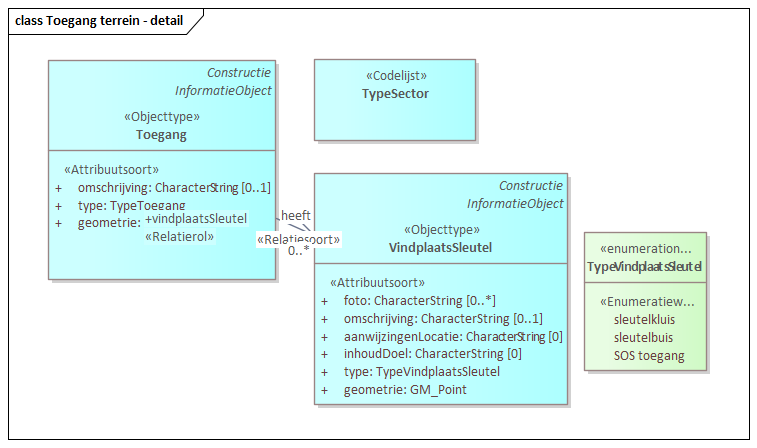 class Toegang terrein - detail
Constructie
InformatieObject
«Objecttype»
Toegang
«Attribuutsoort»
+ omschrijving: CharacterString [0..1]
+ type: TypeToegang
+ geometrie:
+vindplaatsSleutel
«Relatierol»
heeft
«Relatiesoort»
0..*
«Codelijst»
TypeSector
Constructie
InformatieObject
«Objecttype»
VindplaatsSleutel
«Attribuutsoort»
+ foto: CharacterString [0..*]
+ omschrijving: CharacterString [0..1]
+ aanwijzingenLocatie: CharacterString [0]
+ inhoudDoel: CharacterString [0]
+ type: TypeVindplaatsSleutel
+ geometrie: GM_Point
«enumeration...
TypeVindplaatsSleutel
«Enumeratiew...
sleutelkluis
sleutelbuis
SOS toegang